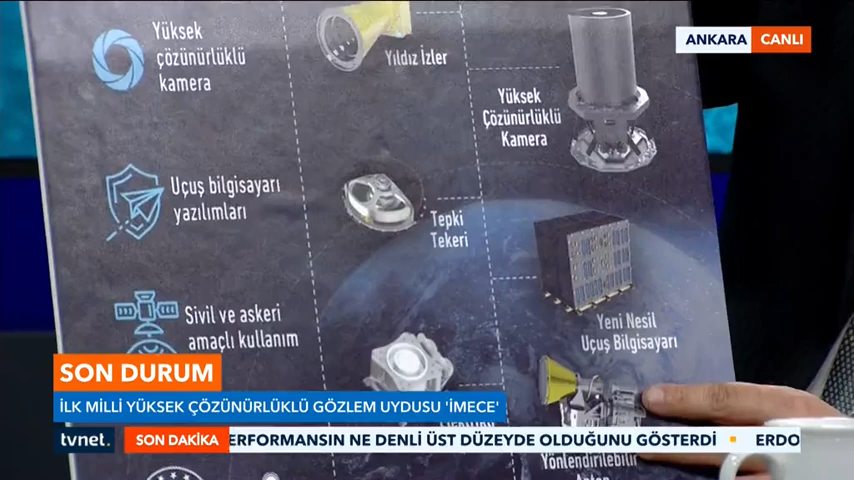 Yüksek
çözünürlüklü
kamera
Uçuş bilgisayarı
yazılımları
Sivil ve askeri
amaçlı kullanım
Yıldız İzler
Yüksek
Çözünürlüklü
Kamera
Tepki
Tekeri
Yeni Nesil
Uçuş Bilgisayarı
Yönlendirilebilir
ANKARA CANLI
SON DURUM
İLK MİLLİ YÜKSEK ÇÖZÜNÜRLÜKLÜ GÖZLEM UYDUSU 'İMECE'
tvnet. SON DAKİKA ERFORMANSIN NE DENLİ ÜST DÜZEYDE OLDUĞUNU GÖSTERDİ ERDO